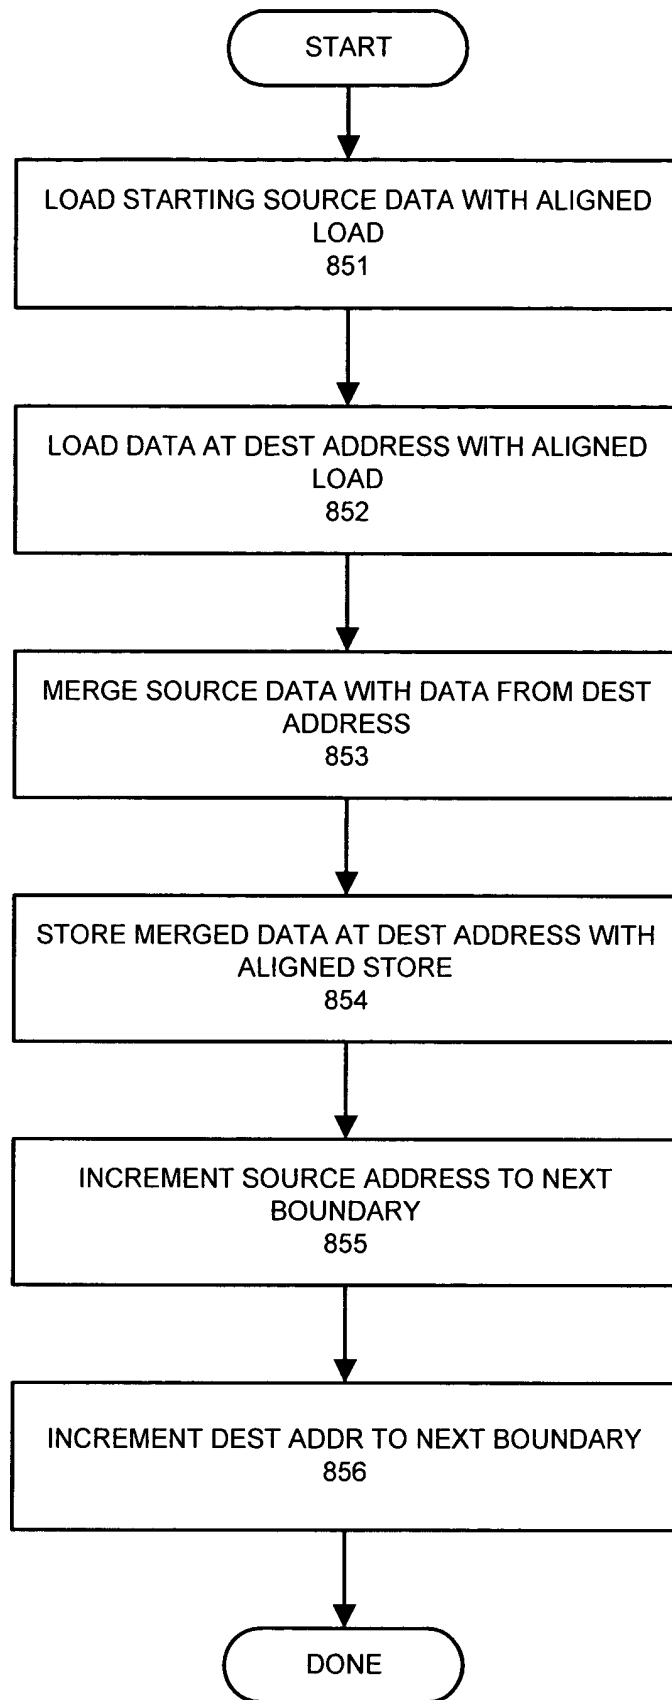 START
LOAD STARTING SOURCE DATA WITH ALIGNED
LOAD
851
LOAD DATA AT DEST ADDRESS WITH ALIGNED
LOAD
852
MERGE SOURCE DATA WITH DATA FROM DEST
ADDRESS
853
STORE MERGED DATA AT DEST ADDRESS WITH
ALIGNED STORE
854
INCREMENT SOURCE ADDRESS TO NEXT
BOUNDARY
855
INCREMENT DEST ADDR TO NEXT BOUNDARY
856
DONE